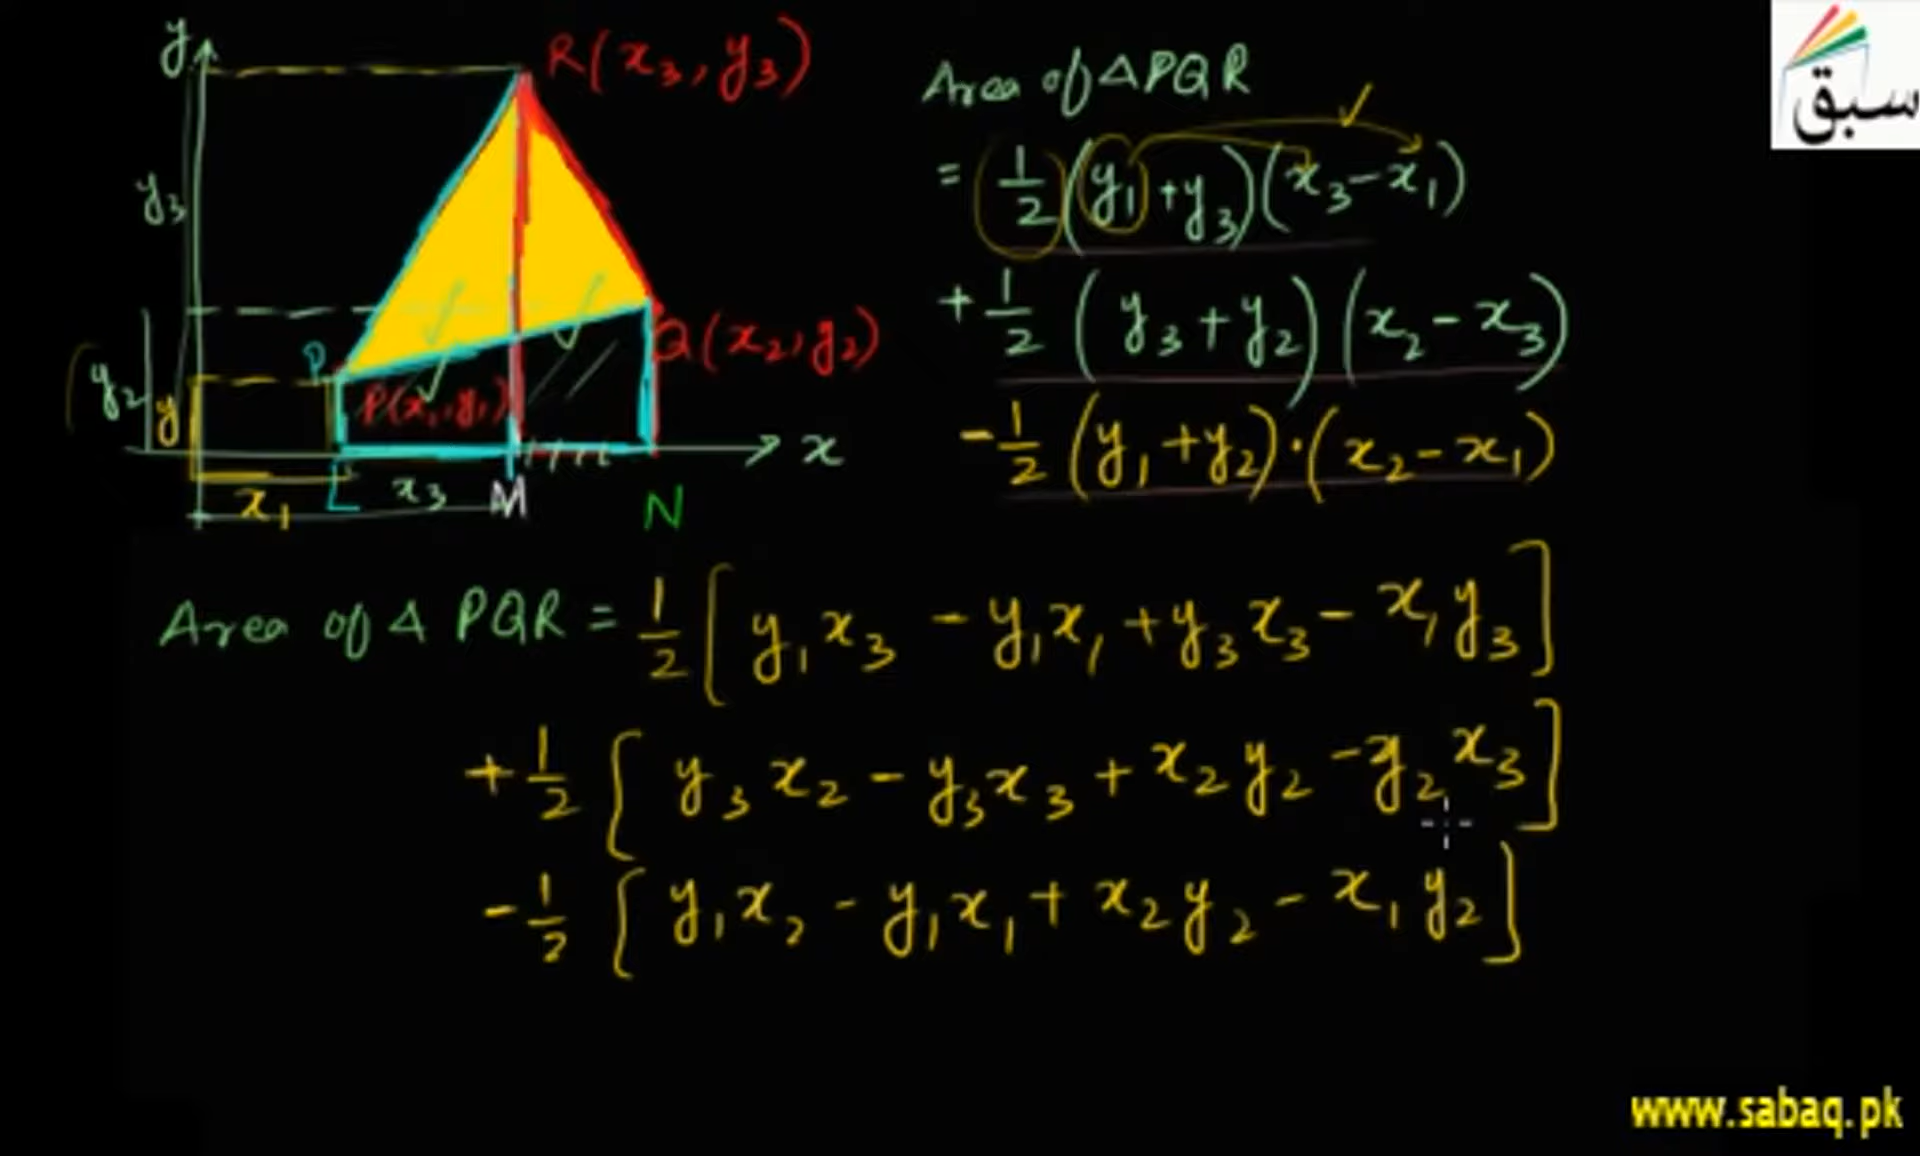 y
R(x₃, y₃)
y₃
Q(x₂, y₂)
P
P(x₁, y₁)
y₂
y
x
x₁
L
x₃
M
N
Area of Δ PQR
= 1/2 (y₁ + y₃)(x₃ - x₁)
+ 1/2 (y₃ + y₂)(x₂ - x₃)
- 1/2 (y₁ + y₂)·(x₂ - x₁)
سبق
Area of Δ PQR = 1/2 [y₁x₃ - y₁x₁ + y₃x₃ - x₁y₃]
+ 1/2 [y₃x₂ - y₃x₃ + x₂y₂ - y₂x₃]
- 1/2 [y₁x₂ - y₁x₁ + x₂y₂ - x₁y₂]
www.sabaq.pk